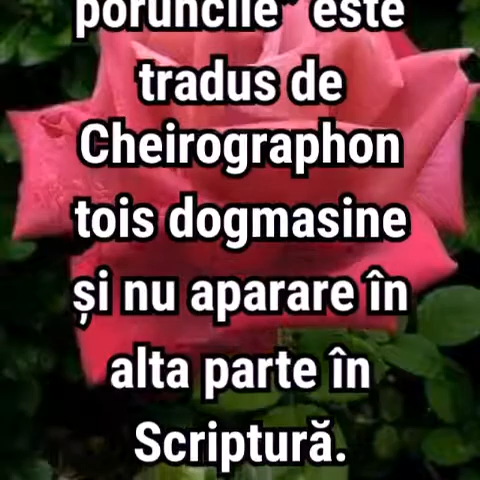 poruncile" este
tradus de
Cheirographon
tois dogmasine
și nu aparare în
alta parte în
Scriptură.